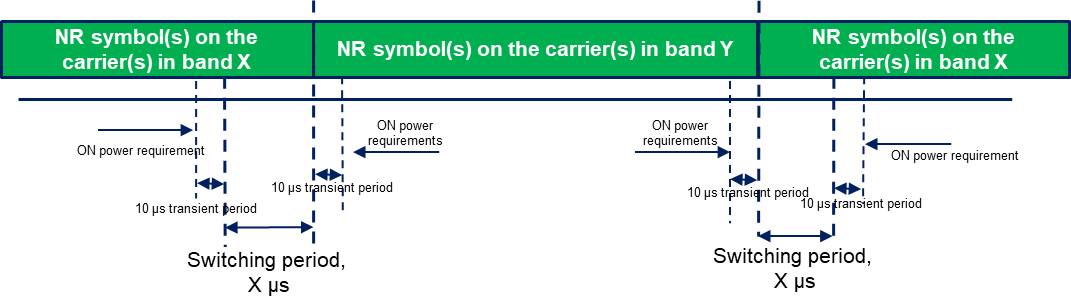 NR symbol(s) on the
carrier(s) in band X
NR symbol(s) on the carrier(s) in band Y
NR symbol(s) on the
carrier(s) in band X
ON power requirement
ON power
requirements
ON power
requirements
ON power requirement
10 µs transient period
10 µs transient period
10 µs transient period
10 µs transient period
Switching period,
X µs
Switching period,
X µs